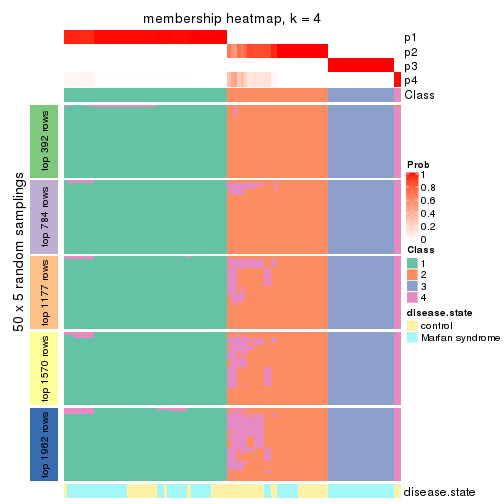 membership heatmap, k = 4
p1
p2
p3
p4
Class
50 x 5 random samplings
top 392 rows
top 784 rows
top 1177 rows
top 1570 rows
top 1962 rows
Prob
1
0.8
0.6
0.4
0.2
0
Class
1
2
3
4
disease.state
control
Marfan syndrome
disease.state